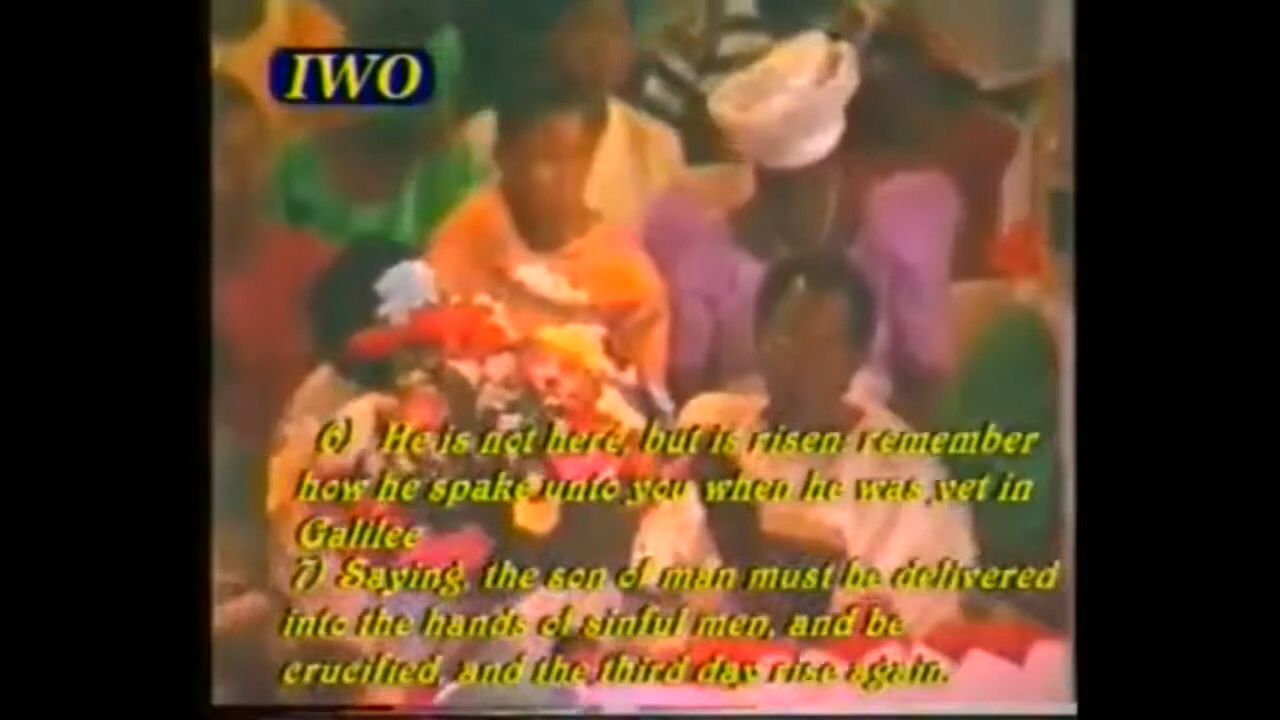 IWO
6) He is not here, but is risen: remember
how he spake unto you when he was yet in
Galilee
7) Saying, the son of man must be delivered
into the hands of sinful men, and be
crucified, and the third day rise again.